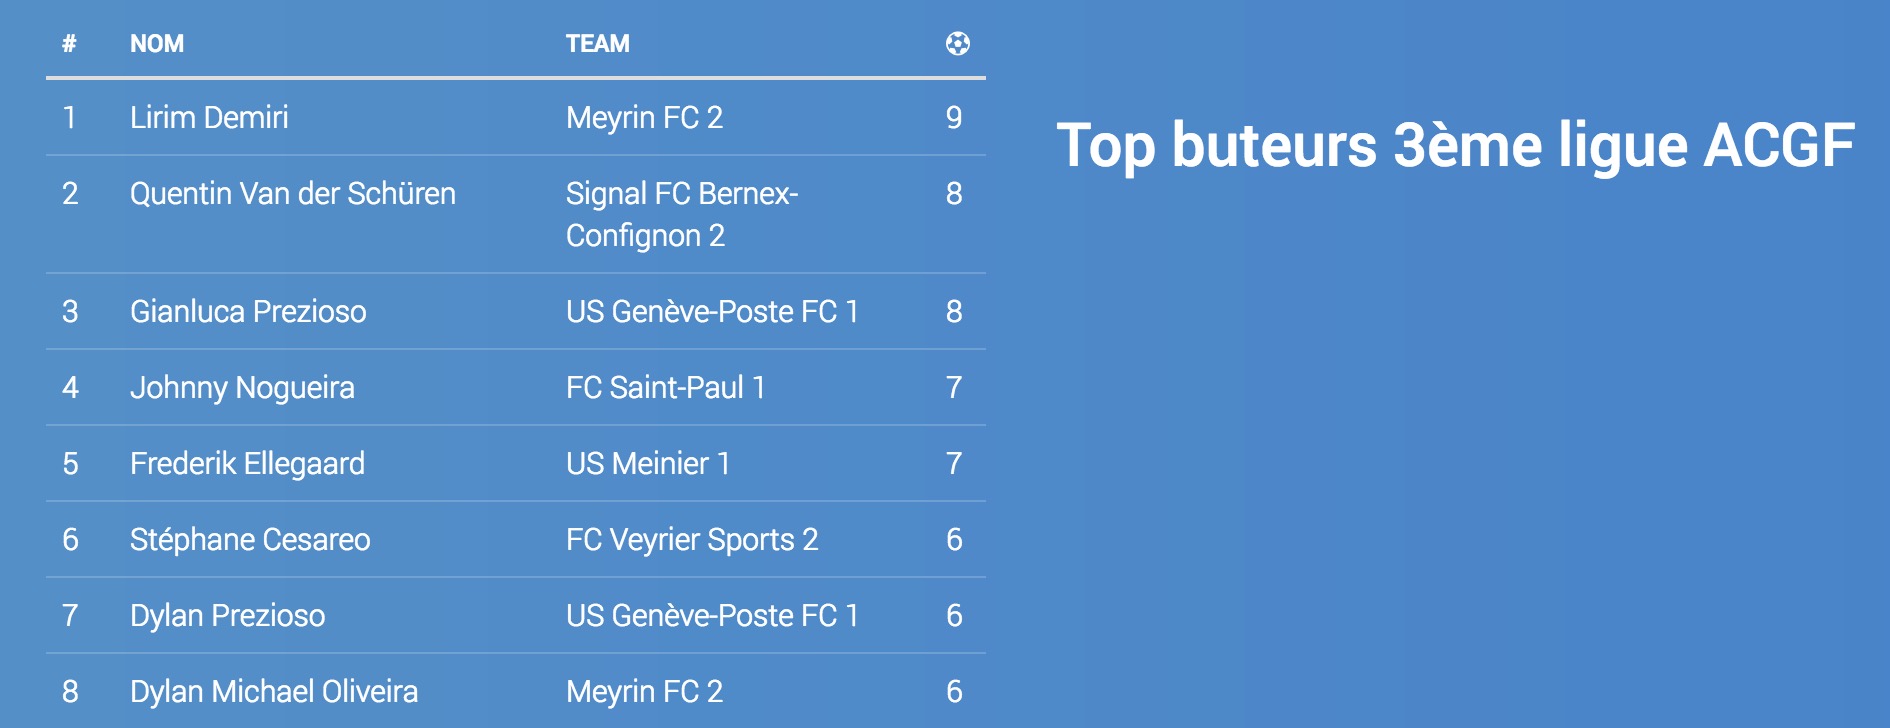 # NOM TEAM
1 Lirim Demiri Meyrin FC 2 9
2 Quentin Van der Schüren Signal FC Bernex- 8
Confignon 2
3 Gianluca Prezioso US Genève-Poste FC 1 8
4 Johnny Nogueira FC Saint-Paul 1 7
5 Frederik Ellegaard US Meinier 1 7
6 Stéphane Cesareo FC Veyrier Sports 2 6
7 Dylan Prezioso US Genève-Poste FC 1 6
8 Dylan Michael Oliveira Meyrin FC 2 6
Top buteurs 3ème ligue ACGF